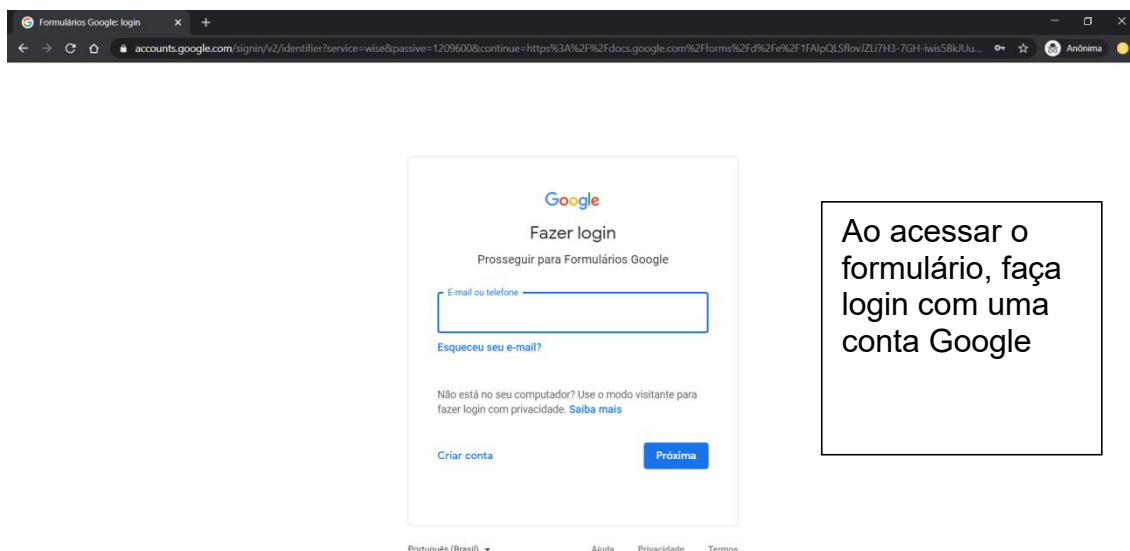 Formulários Google: login
accounts.google.com/signin/v2/identifier?service=wise&passive=1209600&continue=https%3A%2F%2Fdocs.google.com%2Fforms%2Fd%2Fe%2F1FAlpQLSflovJZLi7H3-7GH-iwis5BkJUu...
Anônima
Google
Fazer login
Prosseguir para Formulários Google
E-mail ou telefone
Esqueceu seu e-mail?
Não está no seu computador? Use o modo visitante para
fazer login com privacidade. Saiba mais
Criar conta
Próxima
Português (Brasil)
Ajuda Privacidade Termos
Ao acessar o
formulário, faça
login com uma
conta Google